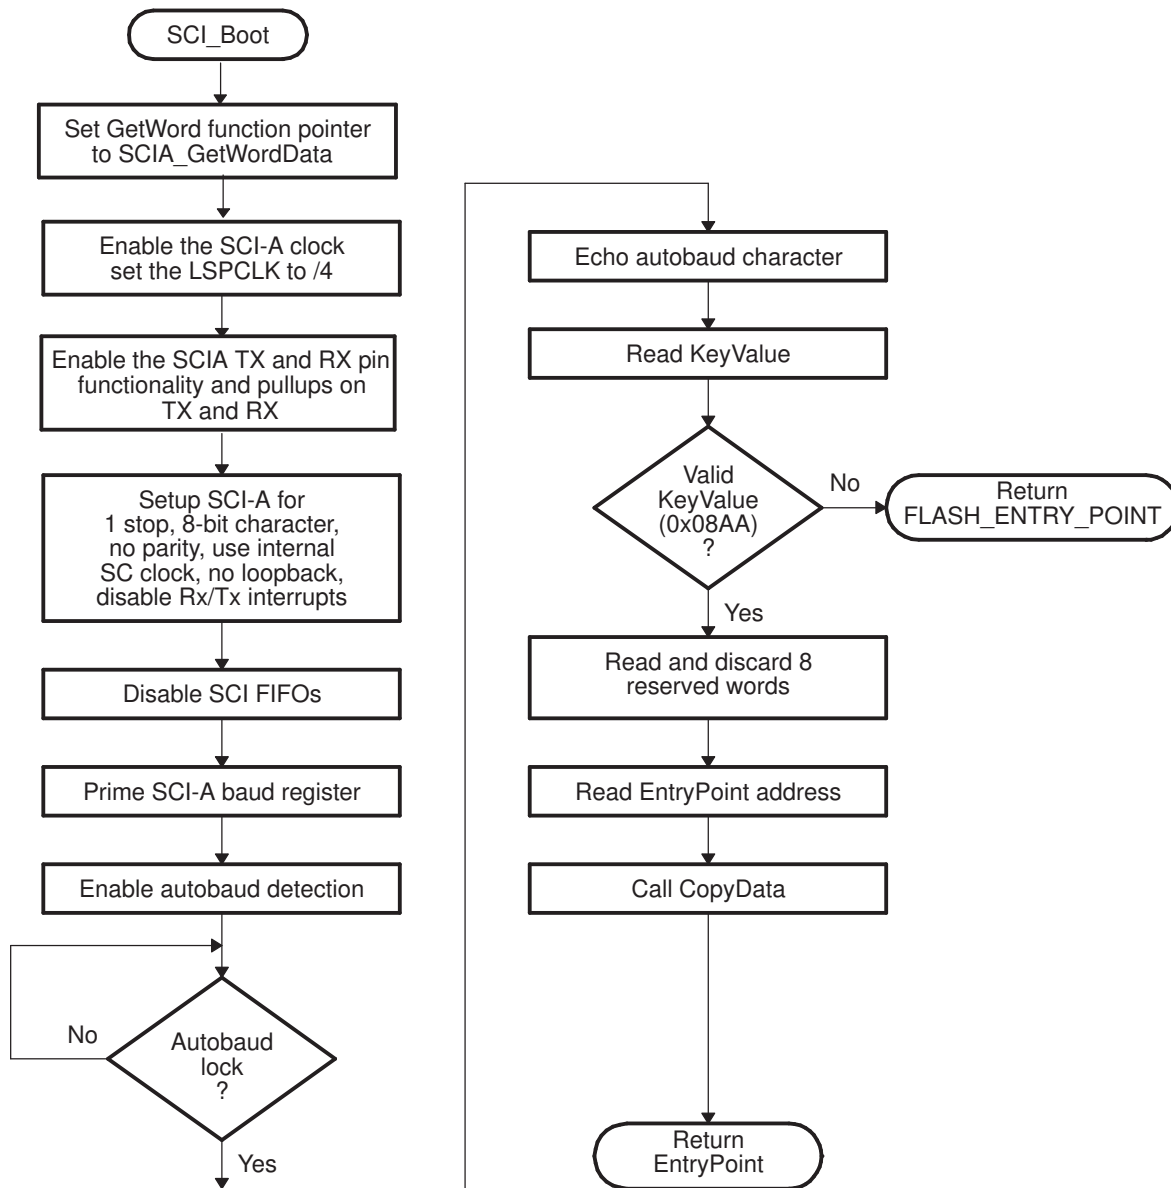 SCI_Boot
Set GetWord function pointer
to SCIA_GetWordData
Enable the SCI-A clock
set the LSPCLK to /4
Enable the SCIA TX and RX pin
functionality and pullups on
TX and RX
Setup SCI-A for
1 stop, 8-bit character,
no parity, use internal
SC clock, no loopback,
disable Rx/Tx interrupts
Disable SCI FIFOs
Prime SCI-A baud register
Enable autobaud detection
No
Autobaud
lock
?
Yes
Echo autobaud character
Read KeyValue
Valid
KeyValue
(0x08AA)
?
No
Return
FLASH_ENTRY_POINT
Yes
Read and discard 8
reserved words
Read EntryPoint address
Call CopyData
Return
EntryPoint